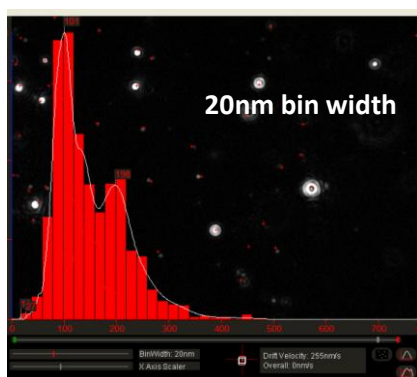 101
20nm bin width
198
0 100 200 300 400 500 600 700
BinWidth: 20nm
X Axis Scaler
Drift Velocity: 255nm/s
Overall: 0nm/s